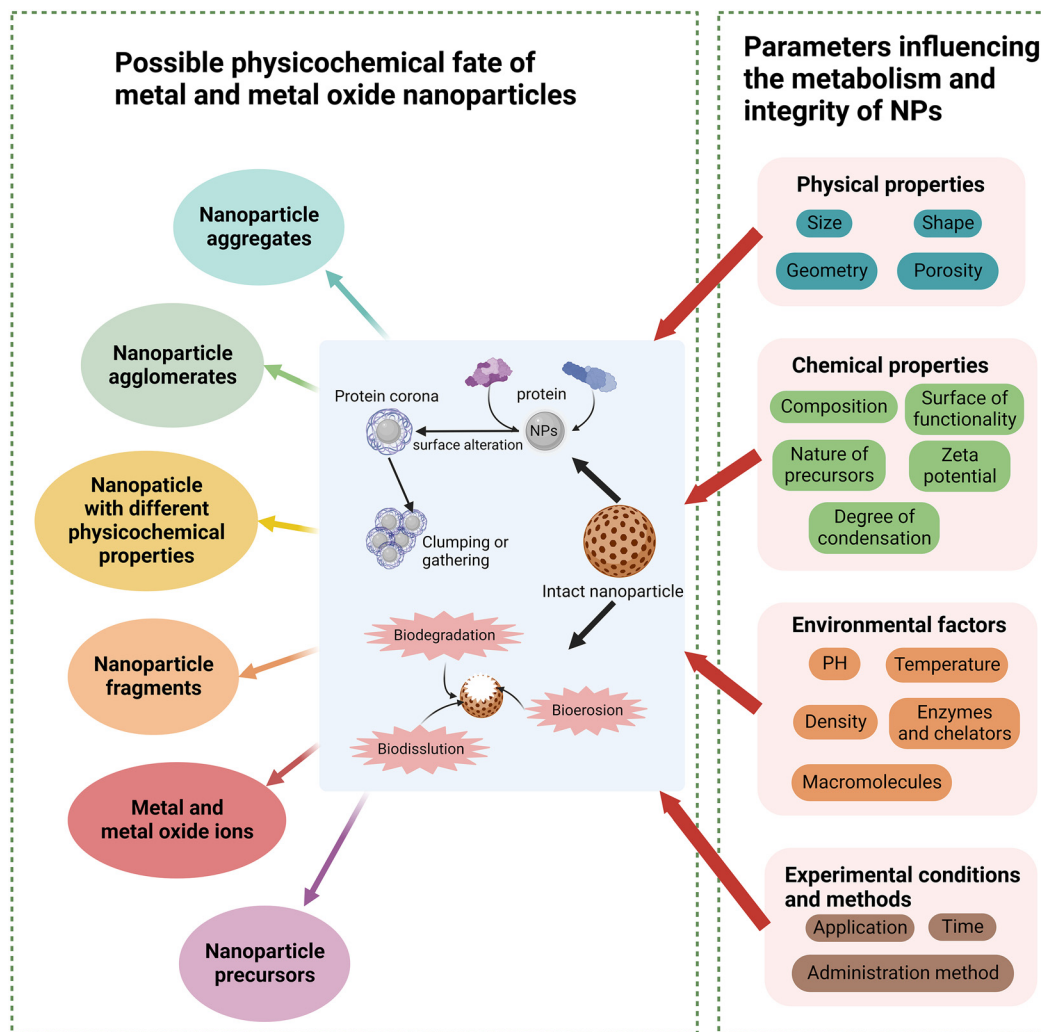 Possible physicochemical fate of
metal and metal oxide nanoparticles
Nanoparticle
aggregates
Nanoparticle
agglomerates
Nanopaticle
with different
physicochemical
properties
Nanoparticle
fragments
Metal and
metal oxide ions
Nanoparticle
precursors
Protein corona
protein
NPs
surface alteration
Clumping or
gathering
Intact nanoparticle
Biodegradation
Bioerosion
Biodisslution
Parameters influencing
the metabolism and
integrity of NPs
Physical properties
Size
Shape
Geometry
Porosity
Chemical properties
Composition
Surface of
functionality
Nature of
precursors
Zeta
potential
Degree of
condensation
Environmental factors
PH
Temperature
Density
Enzymes
and chelators
Macromolecules
Experimental conditions
and methods
Application
Time
Administration method